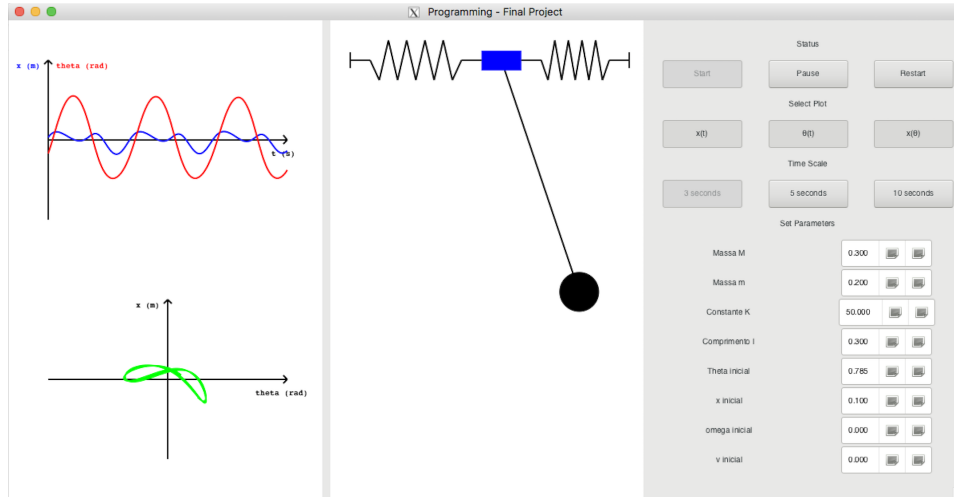 Programming - Final Project
x (m) theta (rad)
t (s)
x (m)
theta (rad)
Status
Start Pause Restart
Select Plot
x(t) θ(t) x(θ)
Time Scale
3 seconds 5 seconds 10 seconds
Set Parameters
Massa M 0.300
Massa m 0.200
Constante K 50.000
Comprimento l 0.300
Theta inicial 0.785
x inicial 0.100
omega inicial 0.000
v inicial 0.000